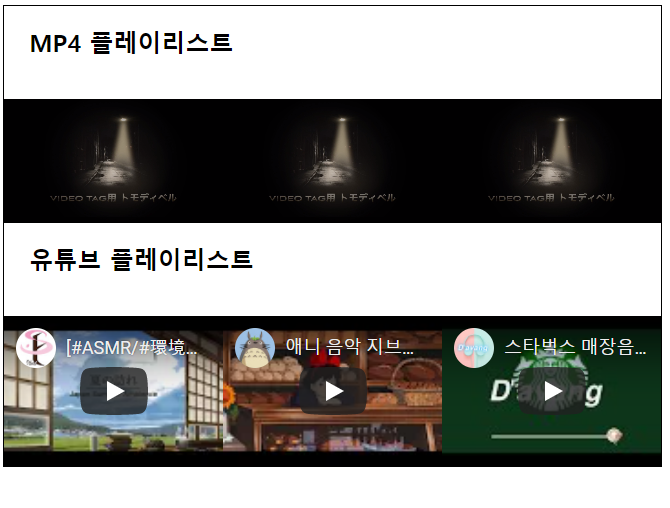 MP4 플레이리스트
VIDEO TAG用 トモディベル
VIDEO TAG用 トモディベル
VIDEO TAG用 トモディベル
유튜브 플레이리스트
[#ASMR/#環境...
애니 음악 지브...
스타벅스 매장음...
D'ayang